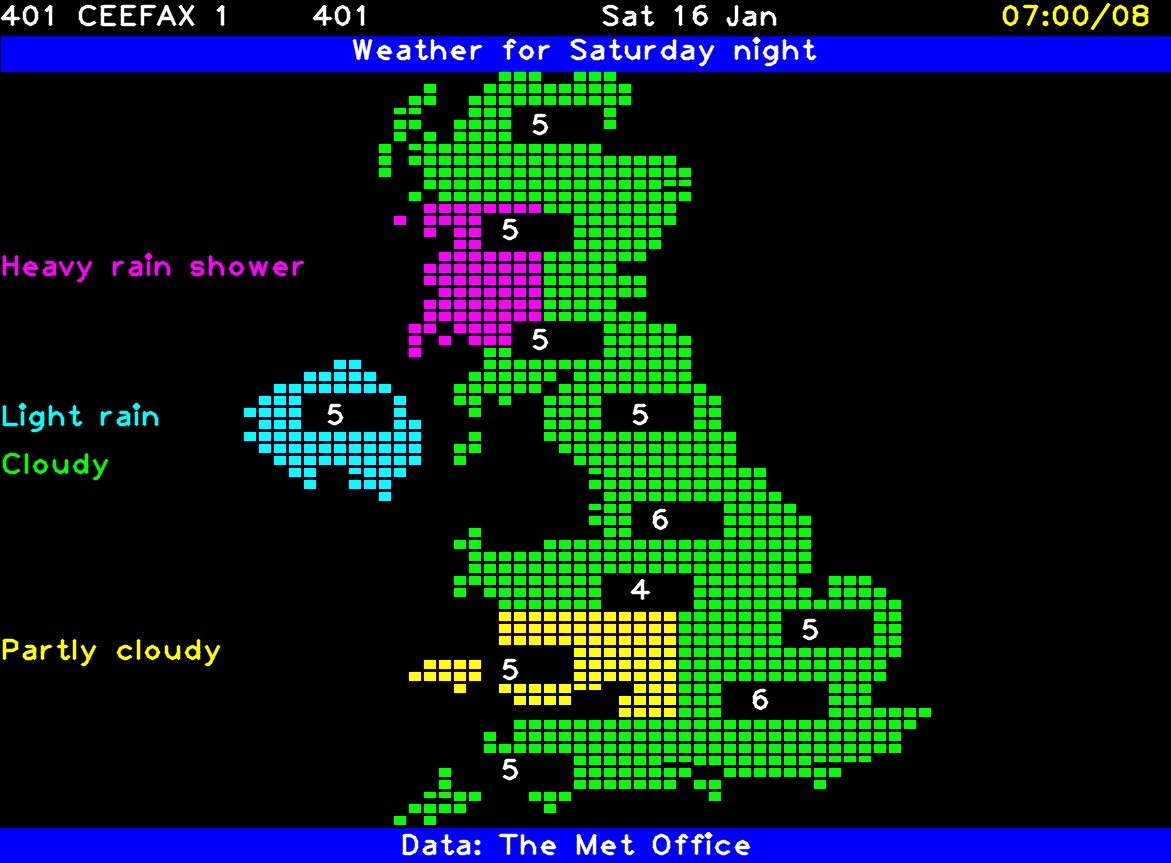 401 CEEFAX 1 401 Sat 16 Jan 07:00/08
Weather for Saturday night
5
5
Heavy rain shower
5
Light rain 5 5
Cloudy
6
4
5
Partly cloudy 5
6
5
Data: The Met Office